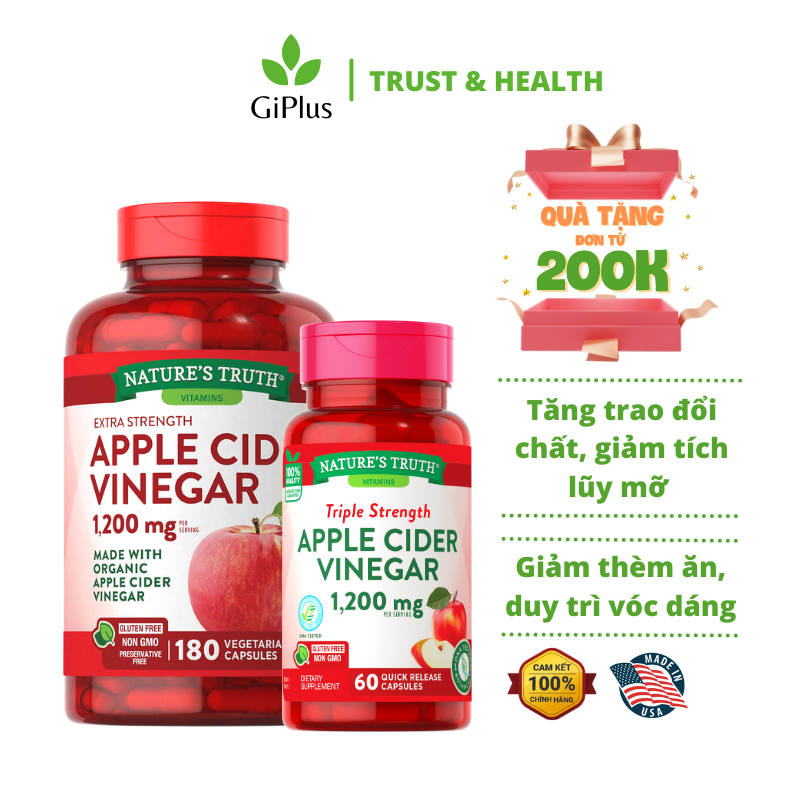 GiPlus
TRUST & HEALTH
QUÀ TẶNG
ĐƠN TỪ
200K
NATURE'S TRUTH®
VITAMINS
EXTRA STRENGTH
APPLE CID
VINEGAR
1,200 mg PER
SERVING
MADE WITH
ORGANIC
APPLE CIDER
VINEGAR
GLUTEN FREE
NON GMO
PRESERVATIVE
FREE
180 VEGETARIA
CAPSULES
100%
QUALITY
NATURE'S TRUTH®
VITAMINS
Triple Strength
APPLE CIDER
VINEGAR
1,200 mg
PER SERVING
GLUTEN FREE
NON GMO
DIETARY
SUPPLEMENT
60 QUICK RELEASE
CAPSULES
Tăng trao đổi
chất, giảm tích
lũy mỡ
Giảm thèm ăn,
duy trì vóc dáng
CAM KẾT
100%
CHÍNH HÃNG
MADE IN
USA